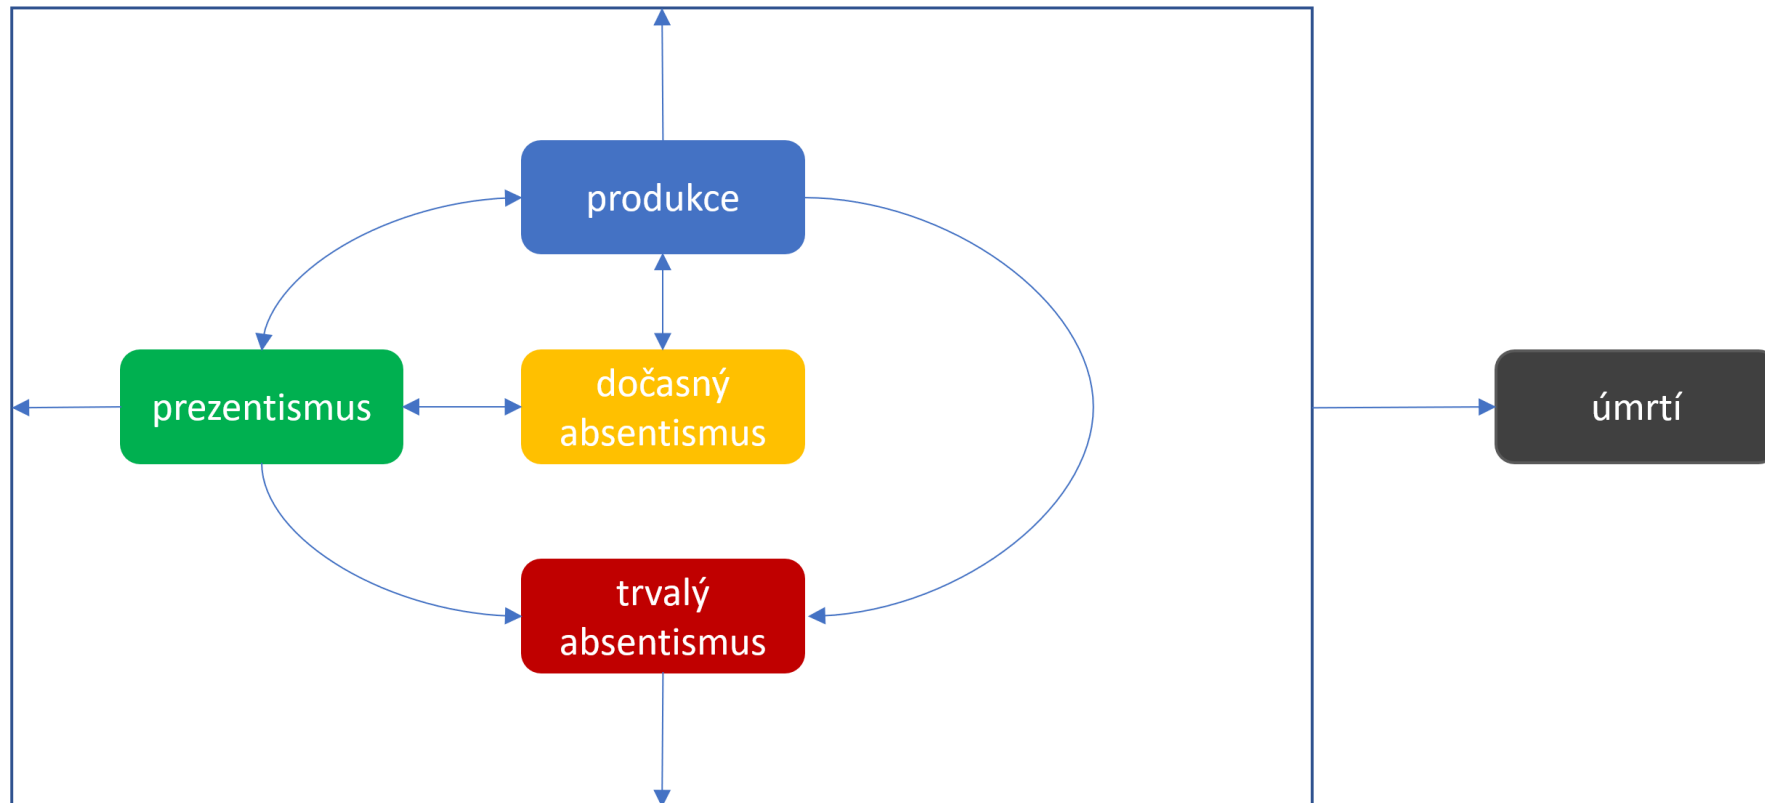 produkce
prezentismus
dočasný
absentismus
úmrtí
trvalý
absentismus